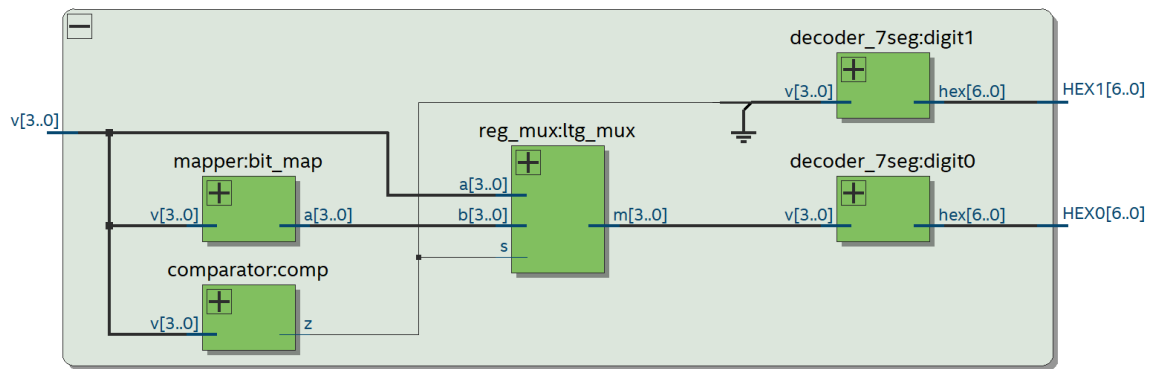 decoder_7seg:digit1
v[3..0]
hex[6..0]
HEX1[6..0]
v[3..0]
reg_mux:ltg_mux
a[3..0]
b[3..0]
s
m[3..0]
mapper:bit_map
v[3..0]
a[3..0]
decoder_7seg:digit0
v[3..0]
hex[6..0]
HEX0[6..0]
comparator:comp
v[3..0]
z